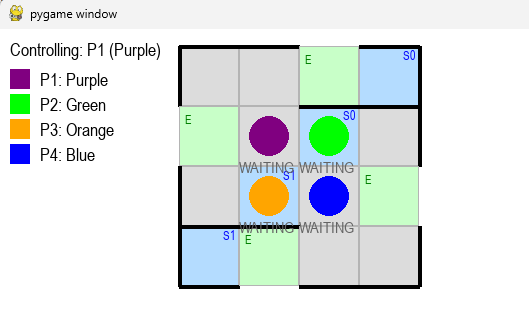 pygame window
Controlling: P1 (Purple)
P1: Purple
P2: Green
P3: Orange
P4: Blue
E
S0
E
S0
WAITING
WAITING
S1
E
WAITING
WAITING
S1
E